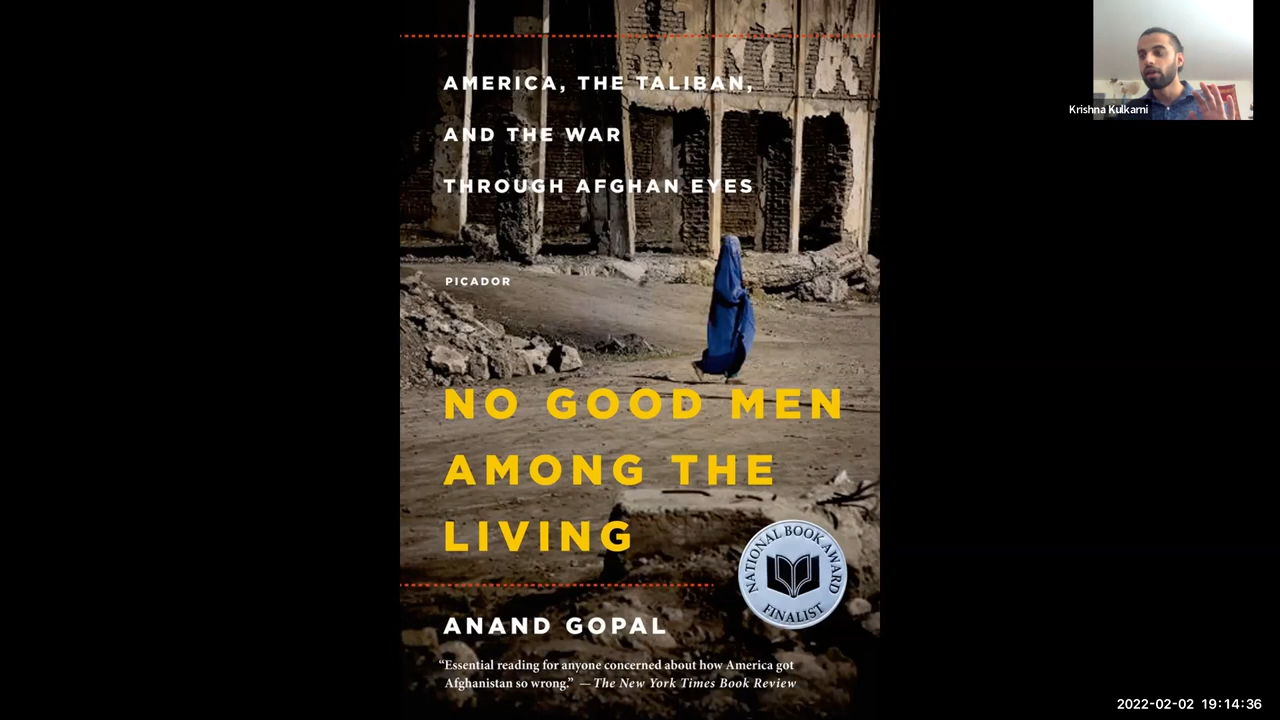 AMERICA, THE TALIBAN,
AND THE WAR
THROUGH AFGHAN EYES
PICADOR
NO GOOD MEN
AMONG THE
LIVING
NATIONAL BOOK AWARD
FINALIST
ANAND GOPAL
“Essential reading for anyone concerned about how America got
Afghanistan so wrong.” —The New York Times Book Review
Krishna Kulkarni
2022-02-02 19:14:36